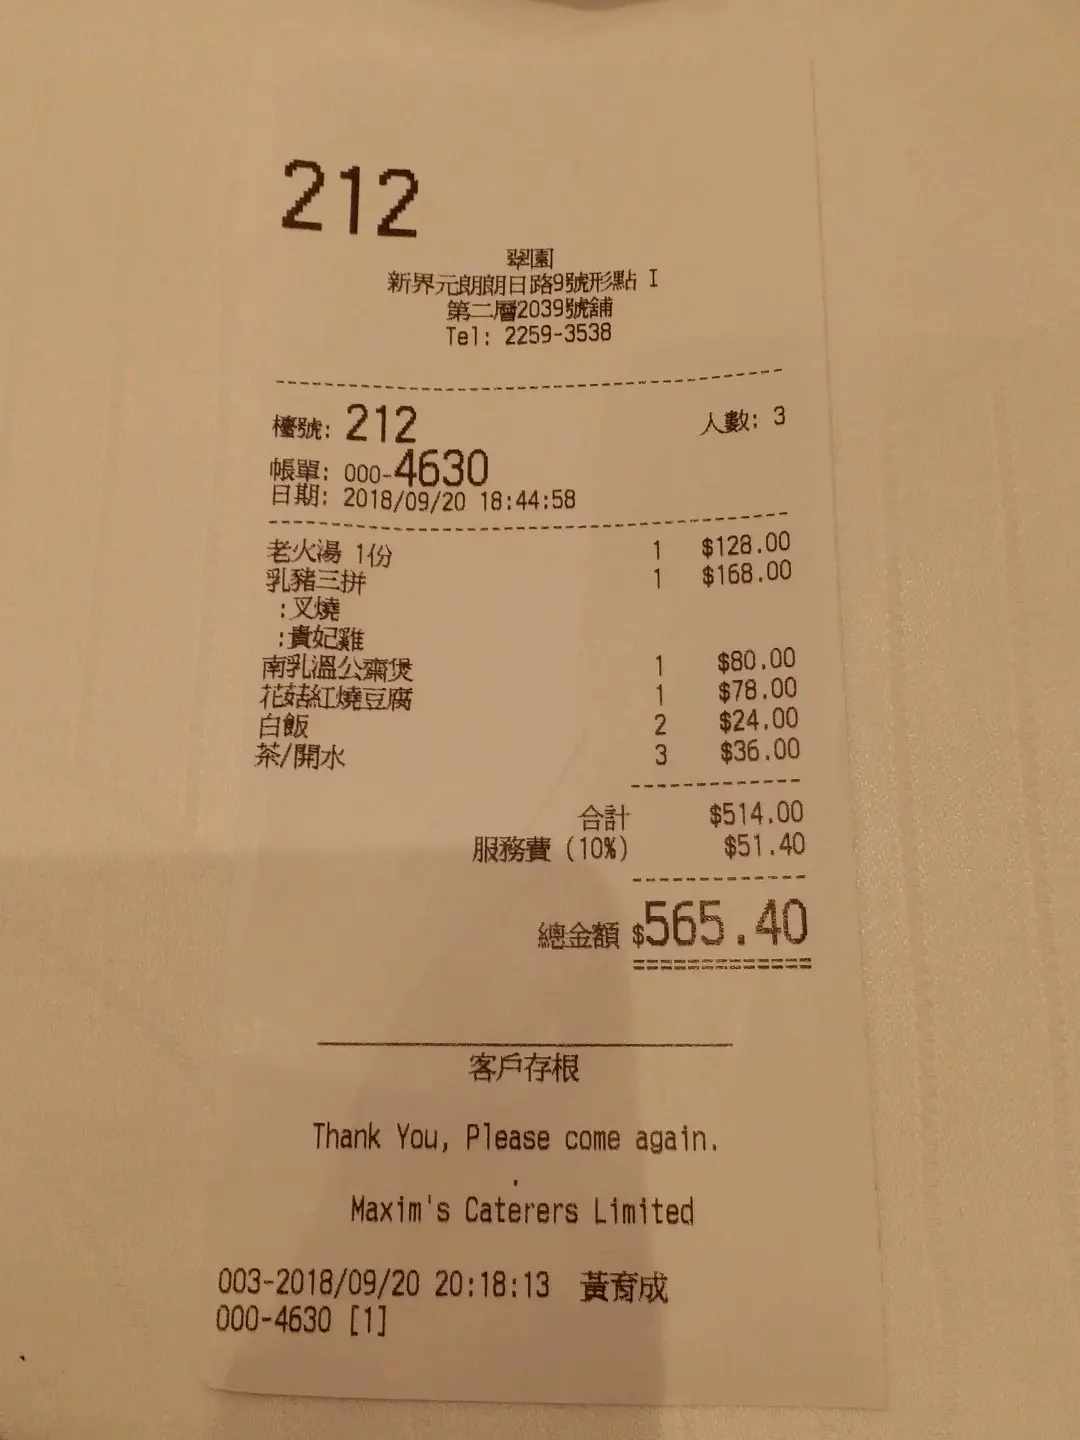 212
翠園
新界元朗朗日路9號形點 I
第二層2039號舖
Tel: 2259-3538
檯號: 212 人數: 3
帳單: 000-4630
日期: 2018/09/20 18:44:58
老火湯 1份 1 $128.00
乳豬三拼 1 $168.00
:叉燒
:貴妃雞
南乳溫公齋煲 1 $80.00
花菇紅燒豆腐 1 $78.00
白飯 2 $24.00
茶/開水 3 $36.00
合計 $514.00
服務費 (10%) $51.40
總金額 $565.40
客戶存根
Thank You, Please come again.
Maxim's Caterers Limited
003-2018/09/20 20:18:13 黃育成
000-4630 [1]